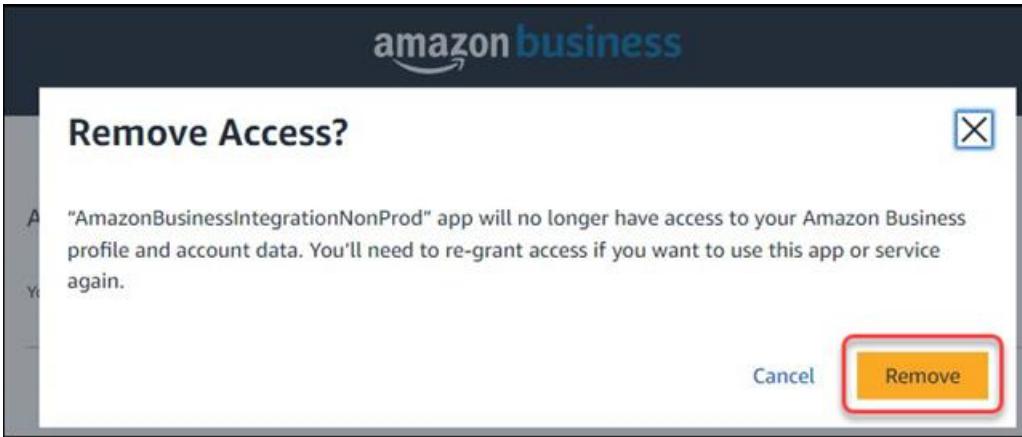 amazon business
Remove Access?
A
"AmazonBusinessIntegrationNonProd" app will no longer have access to your Amazon Business
profile and account data. You'll need to re-grant access if you want to use this app or service
again.
Yo
Cancel
Remove